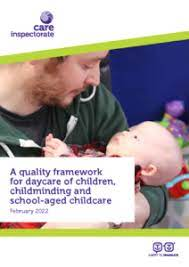 care
inspectorate
A quality framework
for daycare of children,
childminding and
school-aged childcare
February 2022